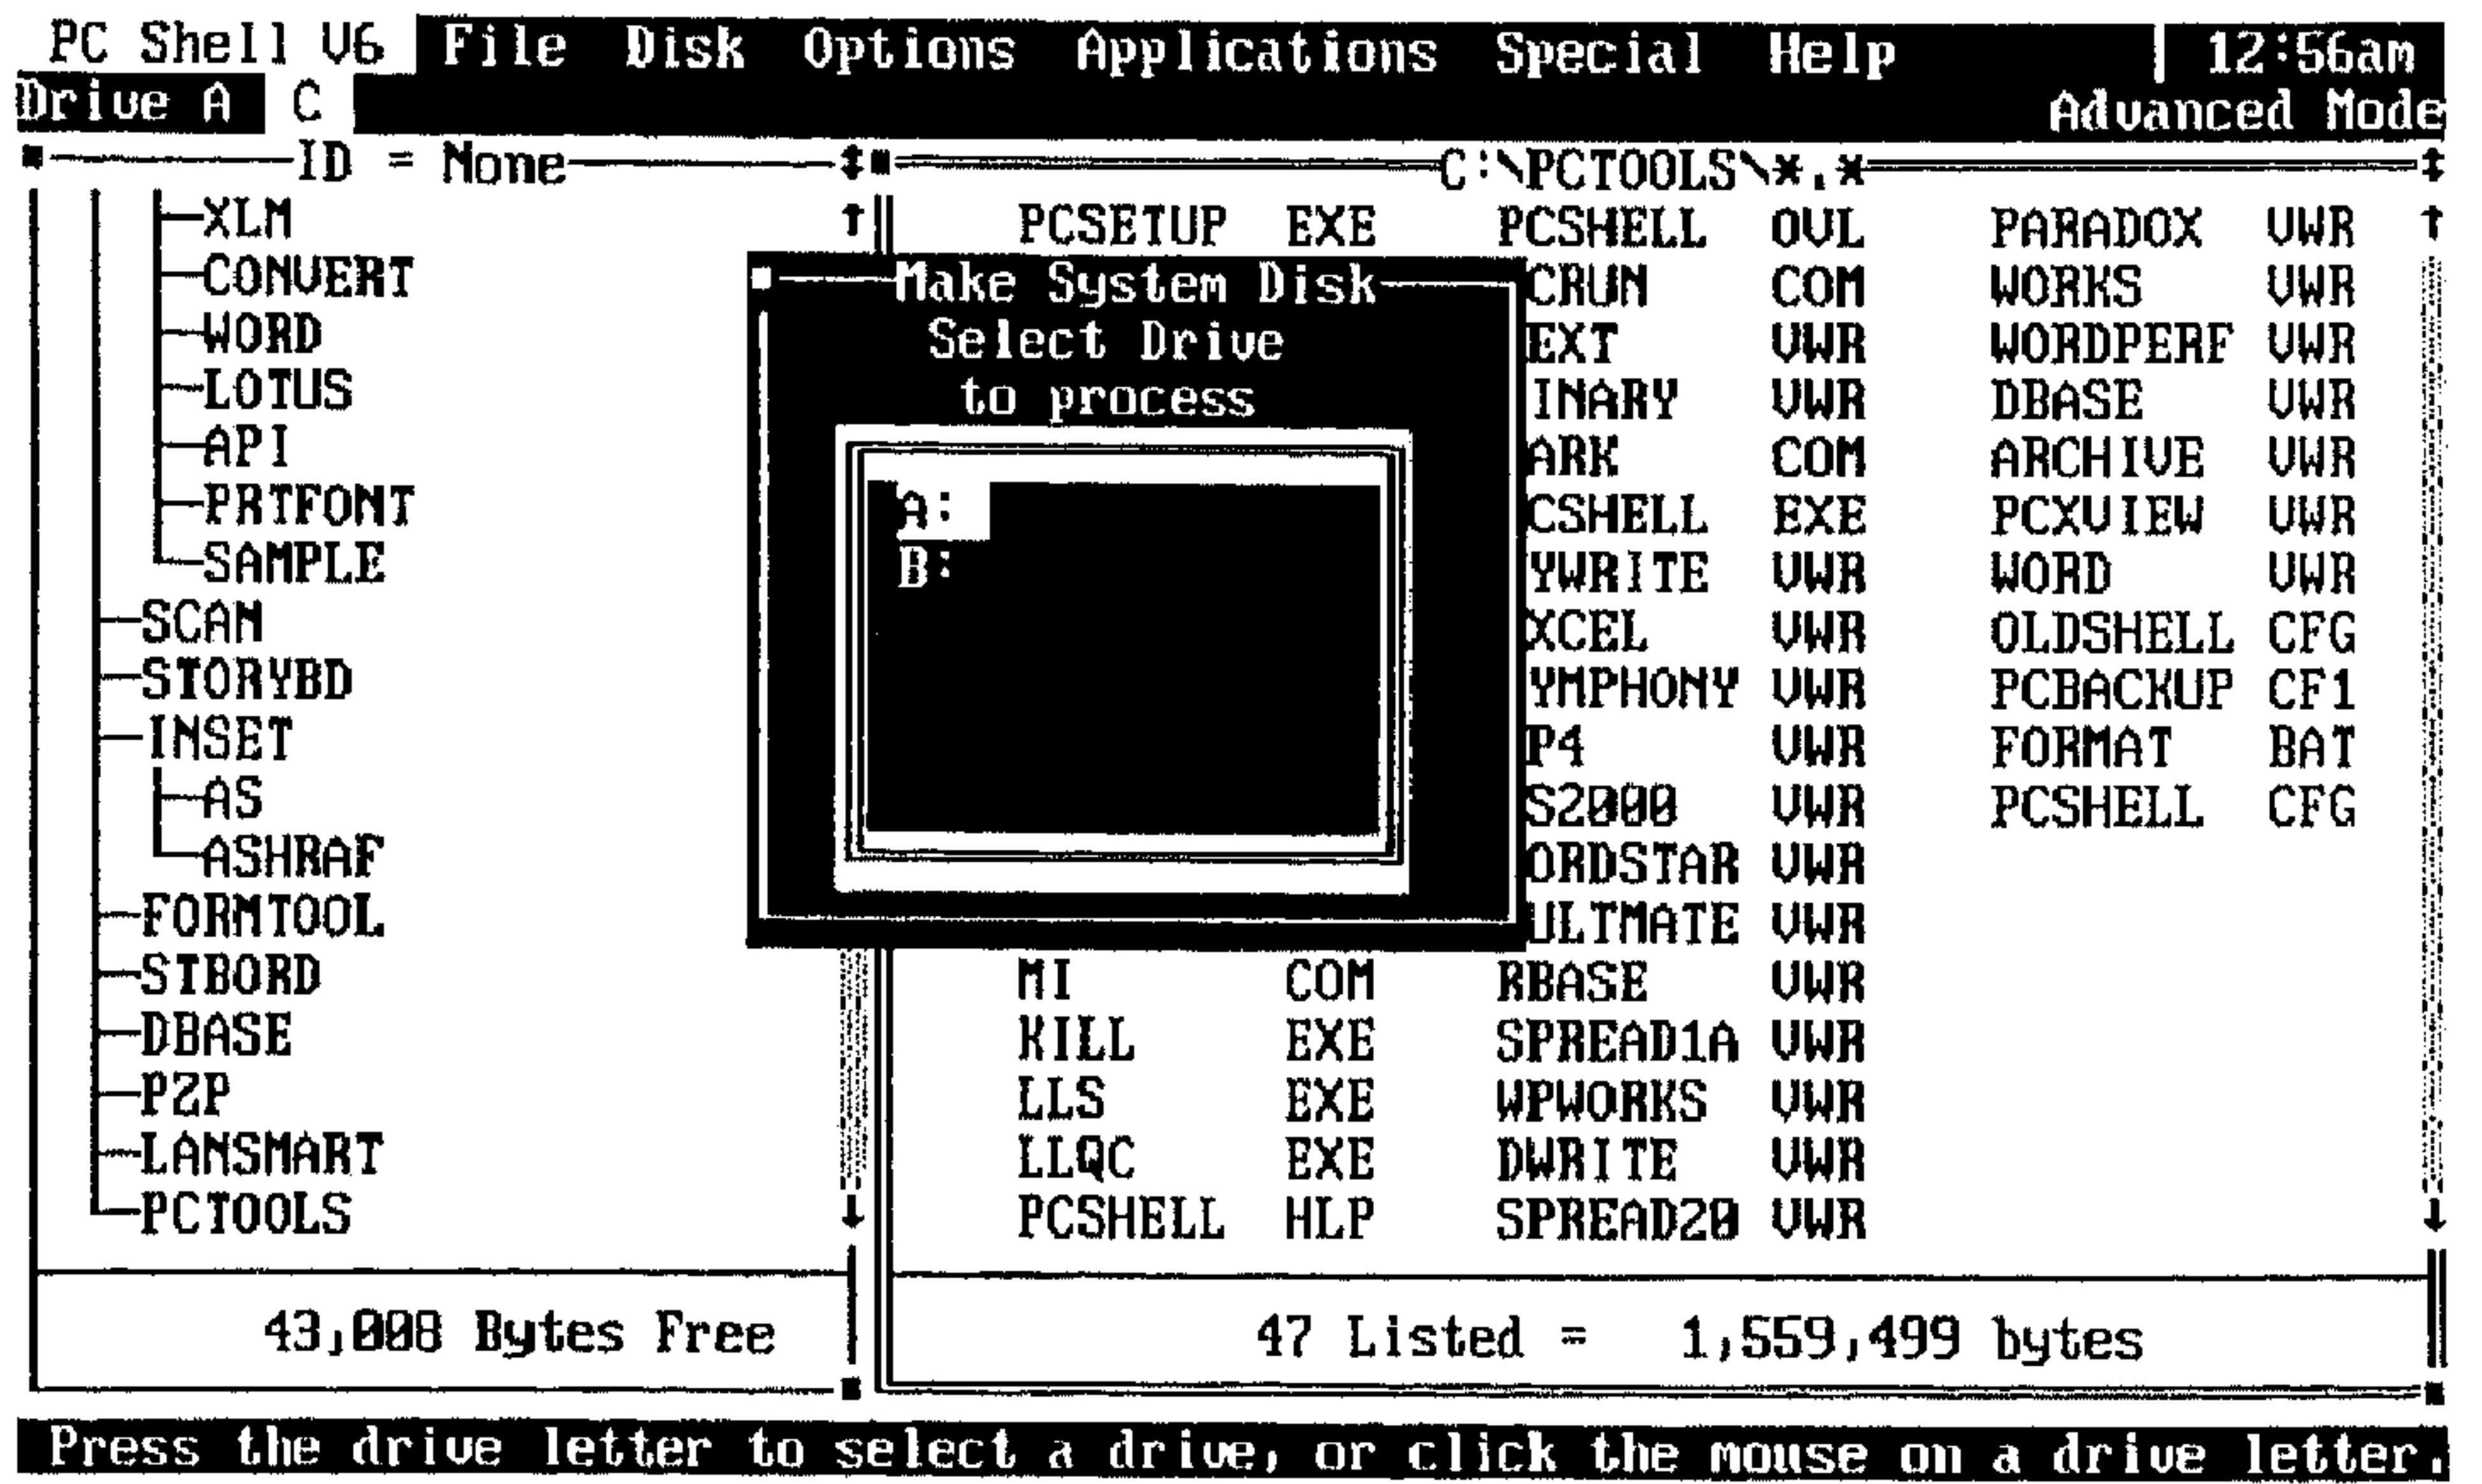 PC Shell V6 File Disk Options Applications Special Help 12:56am
Drive A C Advanced Mode
ID = None C:\PCTOOLS\*.*
XLM PCSETUP EXE PCSHELL OVL PARADOX VWR
CONVERT Make System Disk CRUN COM WORKS VWR
WORD Select Drive EXT VWR WORDPERF VWR
LOTUS to process INARY VWR DBASE VWR
API ARK COM ARCHIVE VWR
PRTFONT A: CSHELL EXE PCXVIEW VWR
SAMPLE B: YWRITE VWR WORD VWR
SCAN XCEL VWR OLDSHELL CFG
STORYBD YMPHONY VWR PCBACKUP CF1
INSET P4 VWR FORMAT BAT
AS S2000 VWR PCSHELL CFG
ASHRAF ORDSTAR VWR
FORMTOOL ULTMATE VWR
STBORD MI COM RBASE VWR
DBASE KILL EXE SPREAD1A VWR
P2P LLS EXE WPWORKS VWR
LANSMART LLQC EXE DWRITE VWR
PCTOOLS PCSHELL HLP SPREAD20 VWR
43,008 Bytes Free 47 Listed = 1,559,499 bytes
Press the drive letter to select a drive, or click the mouse on a drive letter.